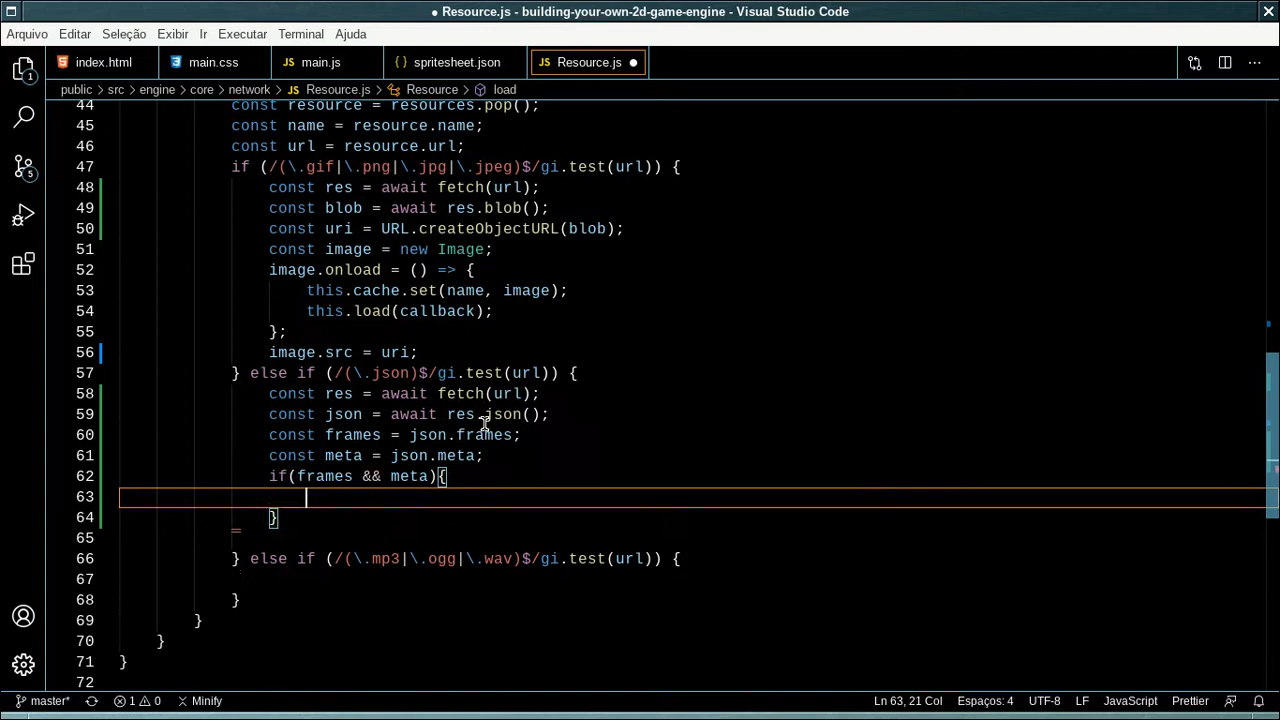 ● Resource.js - building-your-own-2d-game-engine - Visual Studio Code
Arquivo Editar Seleção Exibir Ir Executar Terminal Ajuda
index.html main.css JS main.js { } spritesheet.json JS Resource.js ●
public > src > engine > core > network > JS Resource.js > Resource > load
44 const resource = resources.pop();
45 const name = resource.name;
46 const url = resource.url;
47 if (/(\.gif|\.png|\.jpg|\.jpeg)$/gi.test(url)) {
48 const res = await fetch(url);
49 const blob = await res.blob();
50 const uri = URL.createObjectURL(blob);
51 const image = new Image;
52 image.onload = () => {
53 this.cache.set(name, image);
54 this.load(callback);
55 };
56 image.src = uri;
57 } else if (/(\.json)$/gi.test(url)) {
58 const res = await fetch(url);
59 const json = await res.json();
60 const frames = json.frames;
61 const meta = json.meta;
62 if(frames && meta){
63
64 }
65
66 } else if (/(\.mp3|\.ogg|\.wav)$/gi.test(url)) {
67
68 }
69 }
70 }
71 }
72
1
5
master* 1 0 Minify Ln 63, 21 Col Espaços: 4 UTF-8 LF JavaScript Prettier